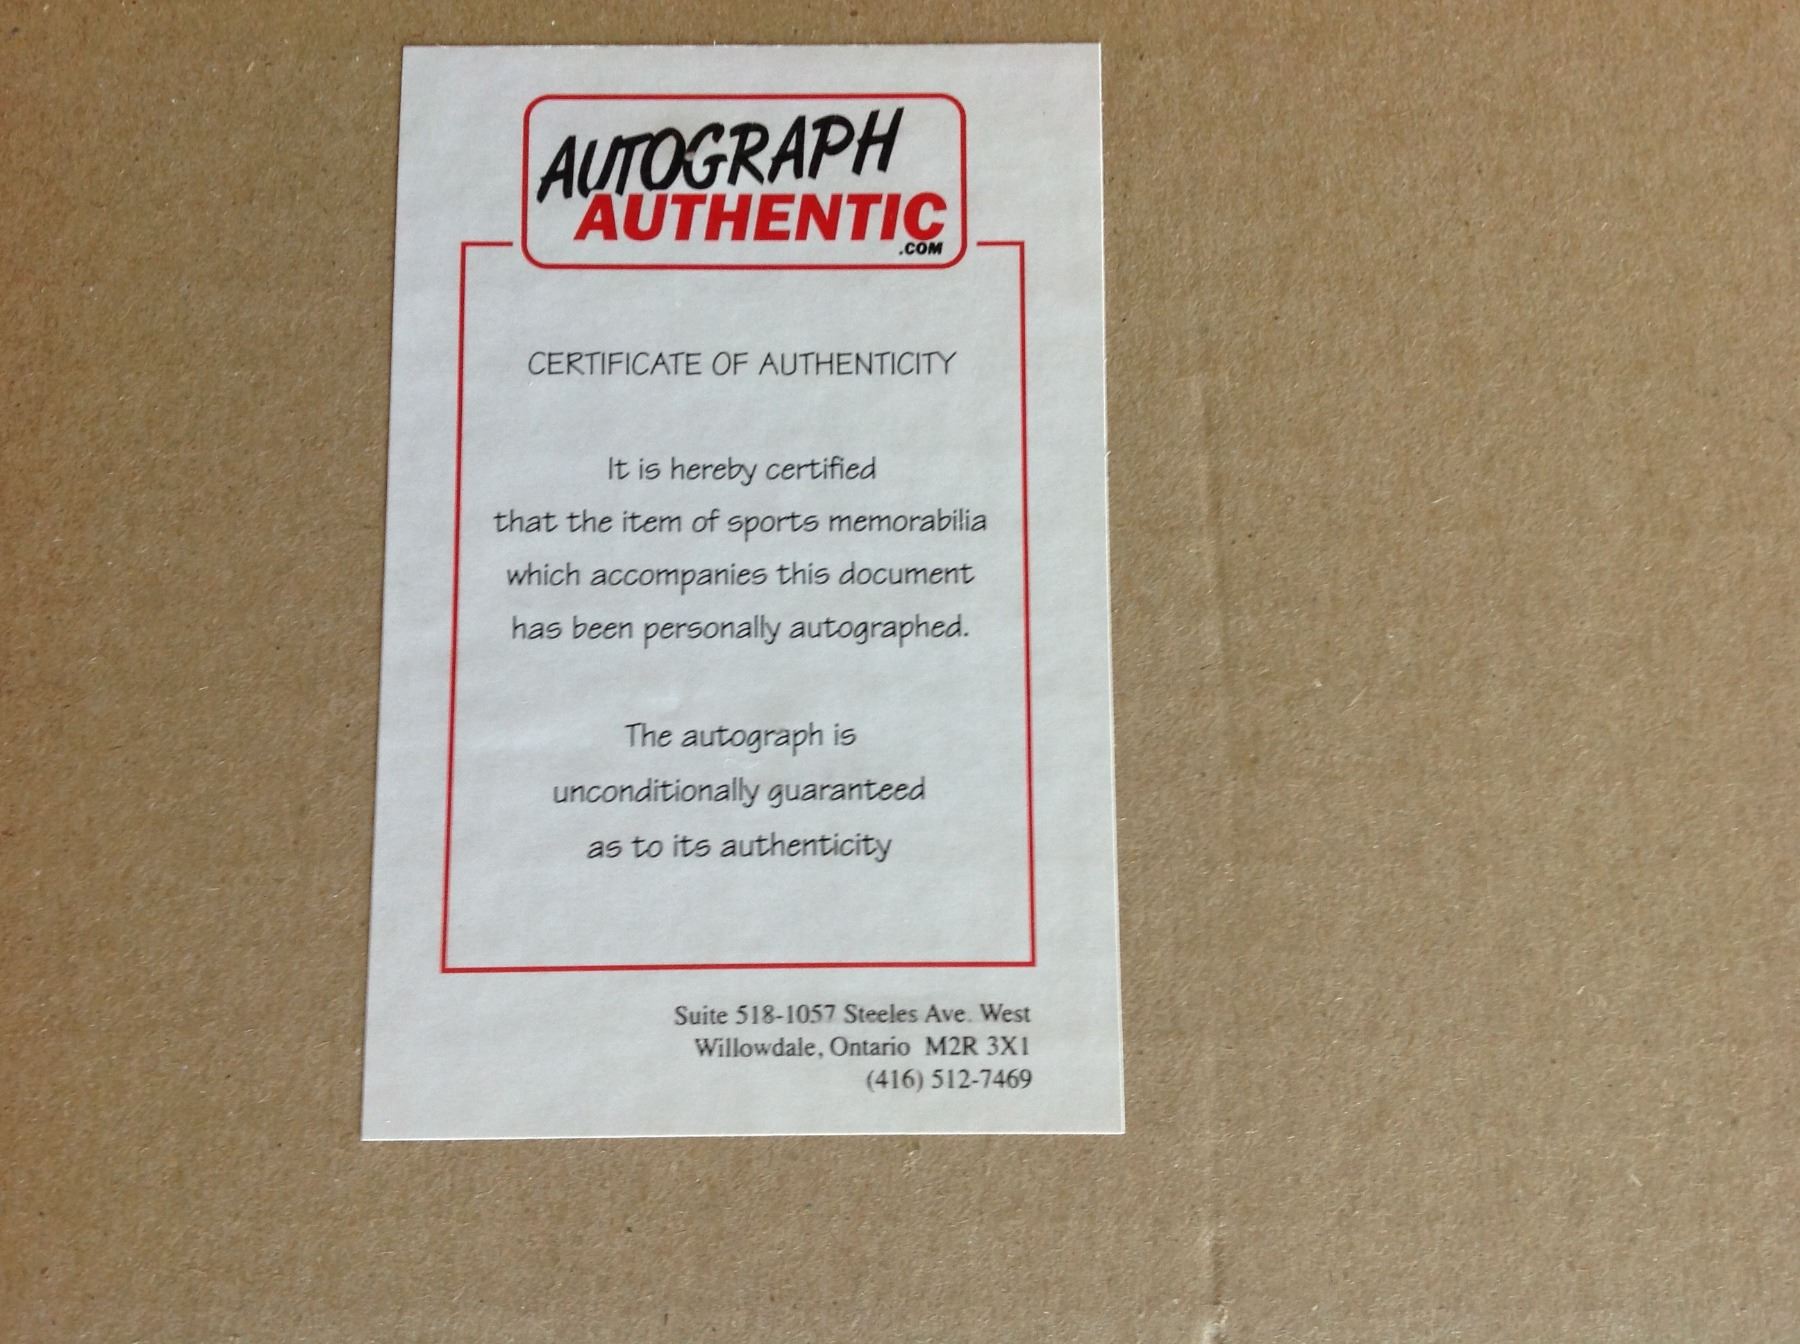 AUTOGRAPH
AUTHENTIC
.COM
CERTIFICATE OF AUTHENTICITY
It is hereby certified
that the item of sports memorabilia
which accompanies this document
has been personally autographed.
The autograph is
unconditionally guaranteed
as to its authenticity
Suite 518-1057 Steeles Ave. West
Willowdale, Ontario M2R 3X1
(416) 512-7469